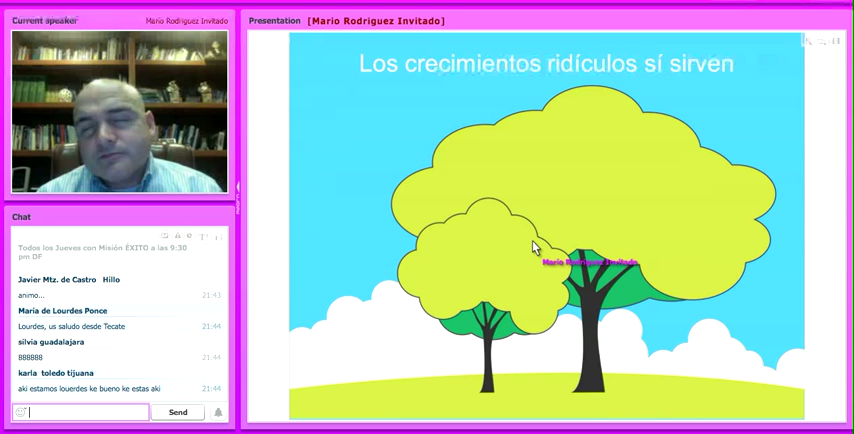 Current speaker
Mario Rodriguez Invitado
Presentation [Mario Rodriguez Invitado]
Los crecimientos ridículos sí sirven
Mario Rodriguez Invitado
Chat
Todos los Jueves con Misión ÉXITO a las 9:30
pm DF
Javier Mtz. de Castro Hillo
animo... 21:43
Maria de Lourdes Ponce
Lourdes, us saludo desde Tecate 21:44
silvia guadalajara
888888 21:44
karla toledo tijuana
aki estamos louerdes ke bueno ke estas aki 21:44
Send